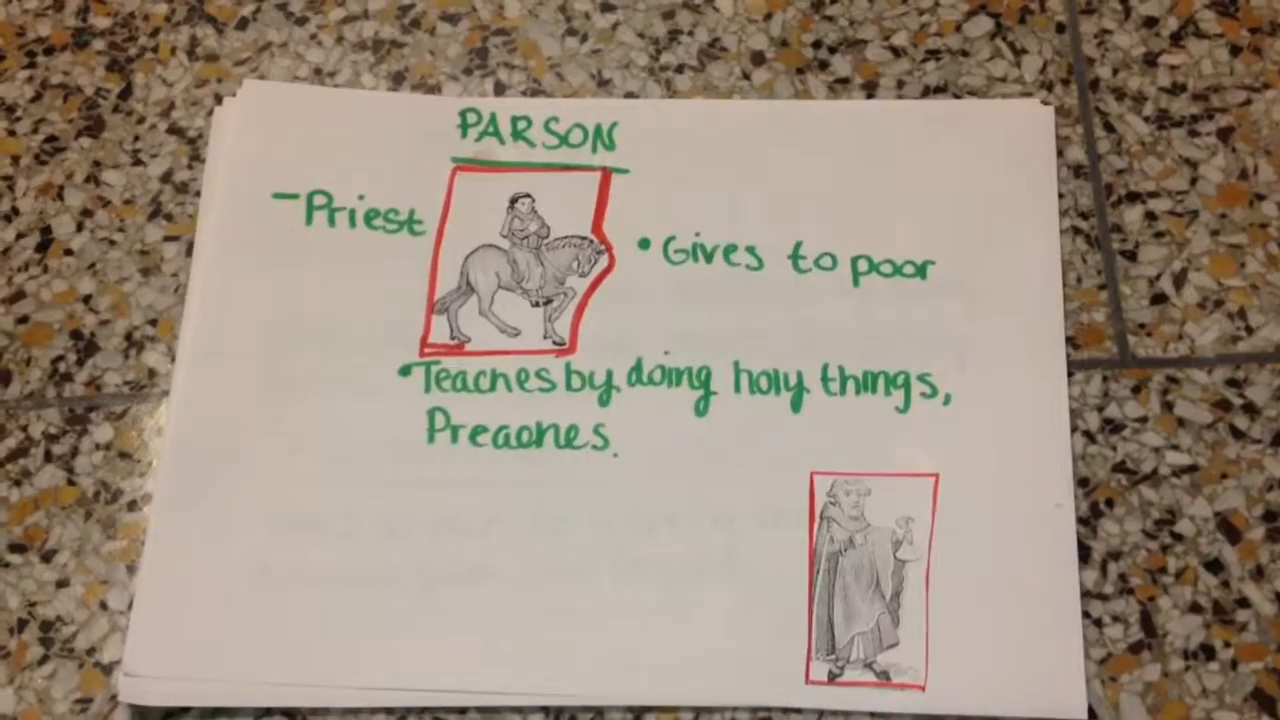 PARSON
- Priest
• Gives to poor
• Teaches by doing holy things,
Preaches.